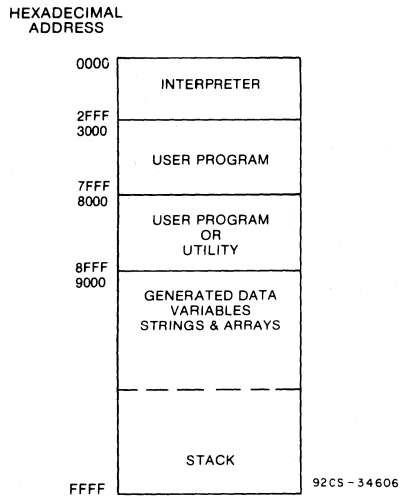 HEXADECIMAL
ADDRESS
0000
INTERPRETER
2FFF
3000
USER PROGRAM
7FFF
8000
USER PROGRAM
OR
UTILITY
8FFF
9000
GENERATED DATA
VARIABLES
STRINGS & ARRAYS
STACK
FFFF
92CS-34606